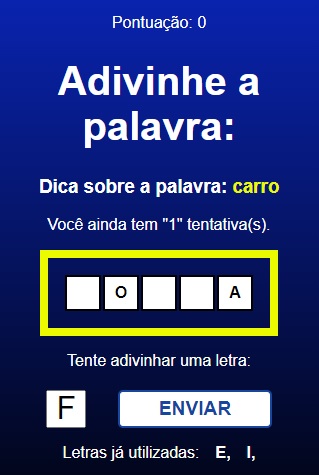 Pontuação: 0
Adivinhe a
palavra:
Dica sobre a palavra: carro
Você ainda tem "1" tentativa(s).
O A
Tente adivinhar uma letra:
F ENVIAR
Letras já utilizadas: E, I,